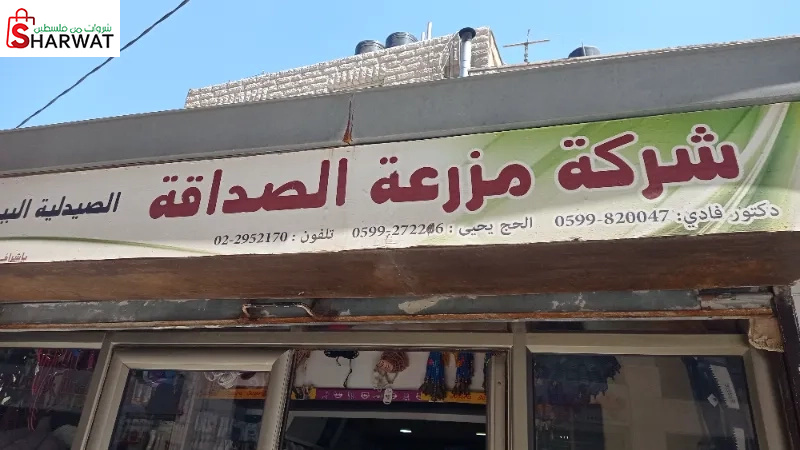 شروات من فلسطين
SHARWAT
شركة مزرعة الصداقة
الصيدلية
دكتور فادي: 0599-820047 الحج يحيى: 0599-272266 تلفون: 02-2952170